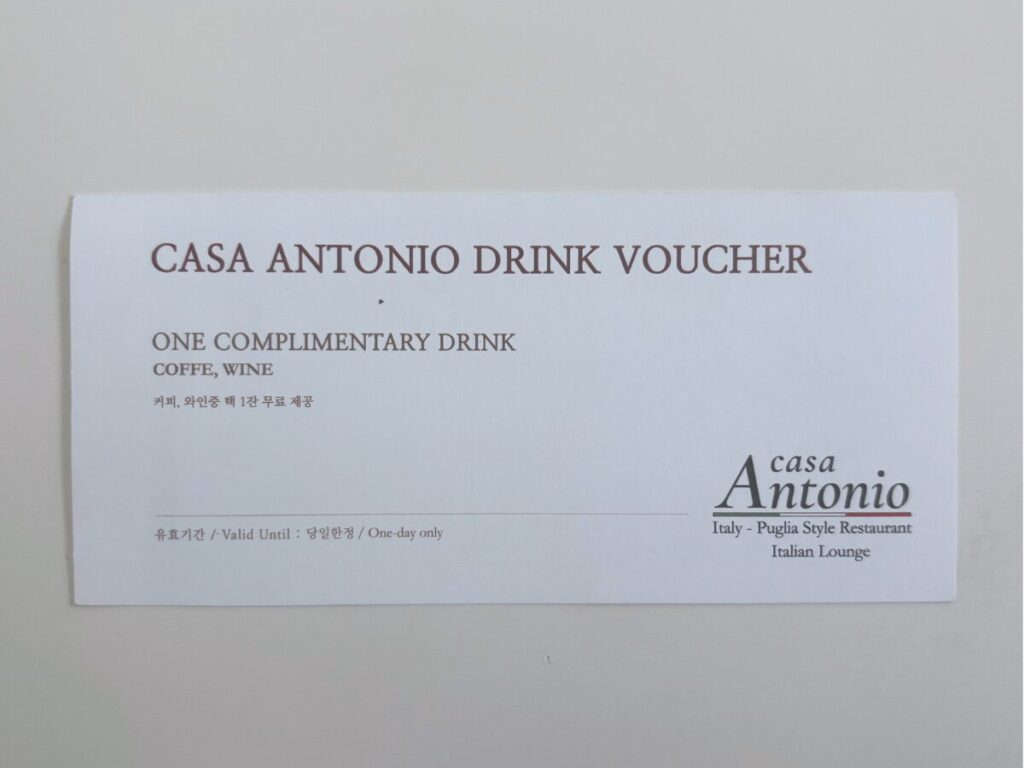 CASA ANTONIO DRINK VOUCHER
ONE COMPLIMENTARY DRINK
COFFE, WINE
커피, 와인중 택 1잔 무료 제공
casa
Antonio
Italy - Puglia Style Restaurant
Italian Lounge
유효기간 / Valid Until : 당일한정 / One-day only